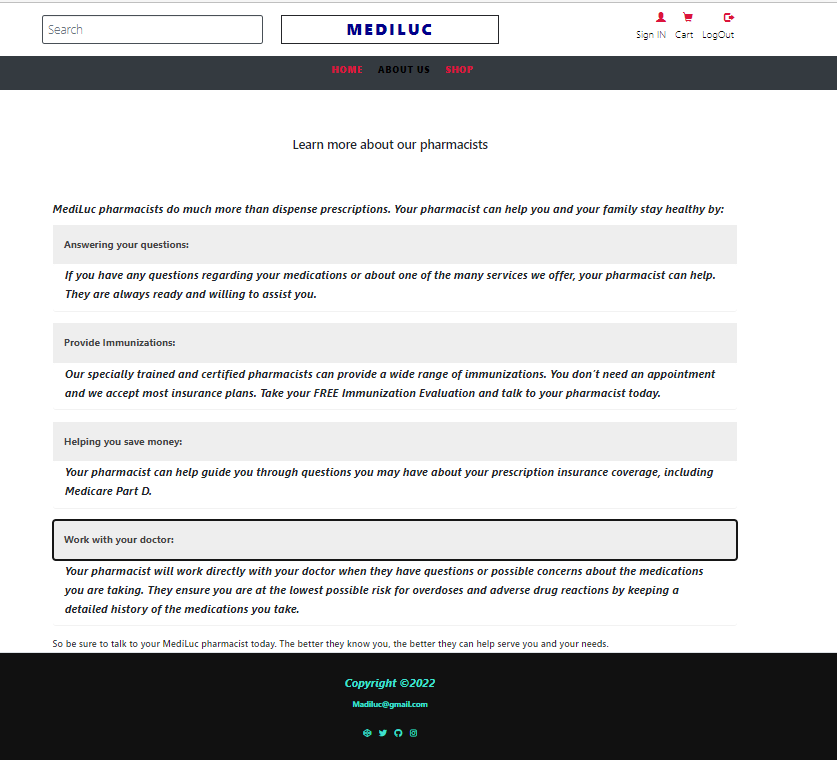 Search
MEDILUC
Sign IN Cart LogOut
HOME ABOUT US SHOP
Learn more about our pharmacists
MediLuc pharmacists do much more than dispense prescriptions. Your pharmacist can help you and your family stay healthy by:
Answering your questions:
If you have any questions regarding your medications or about one of the many services we offer, your pharmacist can help.
They are always ready and willing to assist you.
Provide Immunizations:
Our specially trained and certified pharmacists can provide a wide range of immunizations. You don't need an appointment
and we accept most insurance plans. Take your FREE Immunization Evaluation and talk to your pharmacist today.
Helping you save money:
Your pharmacist can help guide you through questions you may have about your prescription insurance coverage, including
Medicare Part D.
Work with your doctor:
Your pharmacist will work directly with your doctor when they have questions or possible concerns about the medications
you are taking. They ensure you are at the lowest possible risk for overdoses and adverse drug reactions by keeping a
detailed history of the medications you take.
So be sure to talk to your MediLuc pharmacist today. The better they know you, the better they can help serve you and your needs.
Copyright ©2022
Madiluc@gmail.com